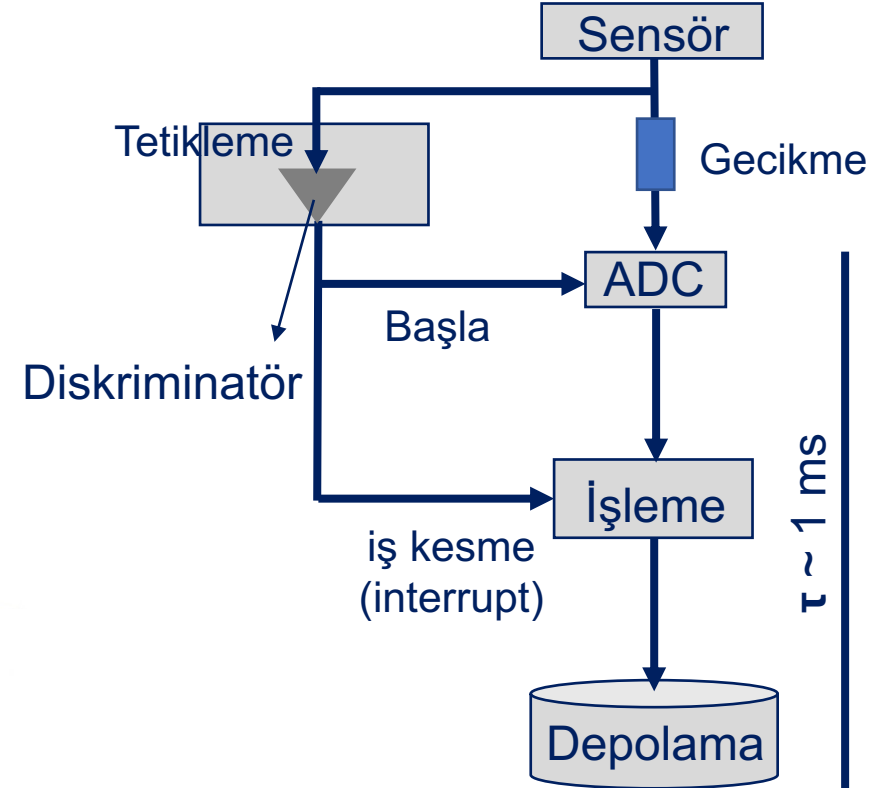 Sensör
Tetikleme
Gecikme
ADC
Başla
Diskriminatör
İşleme
iş kesme
(interrupt)
τ ~ 1 ms
Depolama